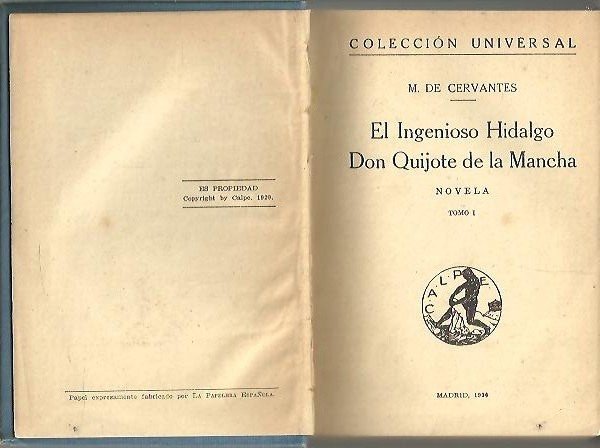 ES PROPIEDAD
Copyright by Calpe, 1920.
Papel expresamente fabricado por LA PAPELERA ESPAÑOLA.
COLECCIÓN UNIVERSAL
M. DE CERVANTES
El Ingenioso Hidalgo
Don Quijote de la Mancha
NOVELA
TOMO I
CALPE
MADRID, 1920